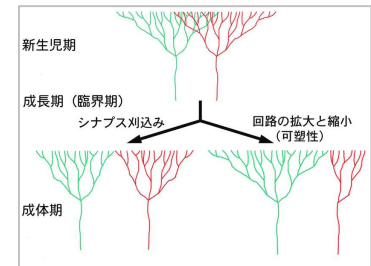 新生児期
成長期（臨界期）
シナプス刈込み
回路の拡大と縮小
（可塑性）
成体期